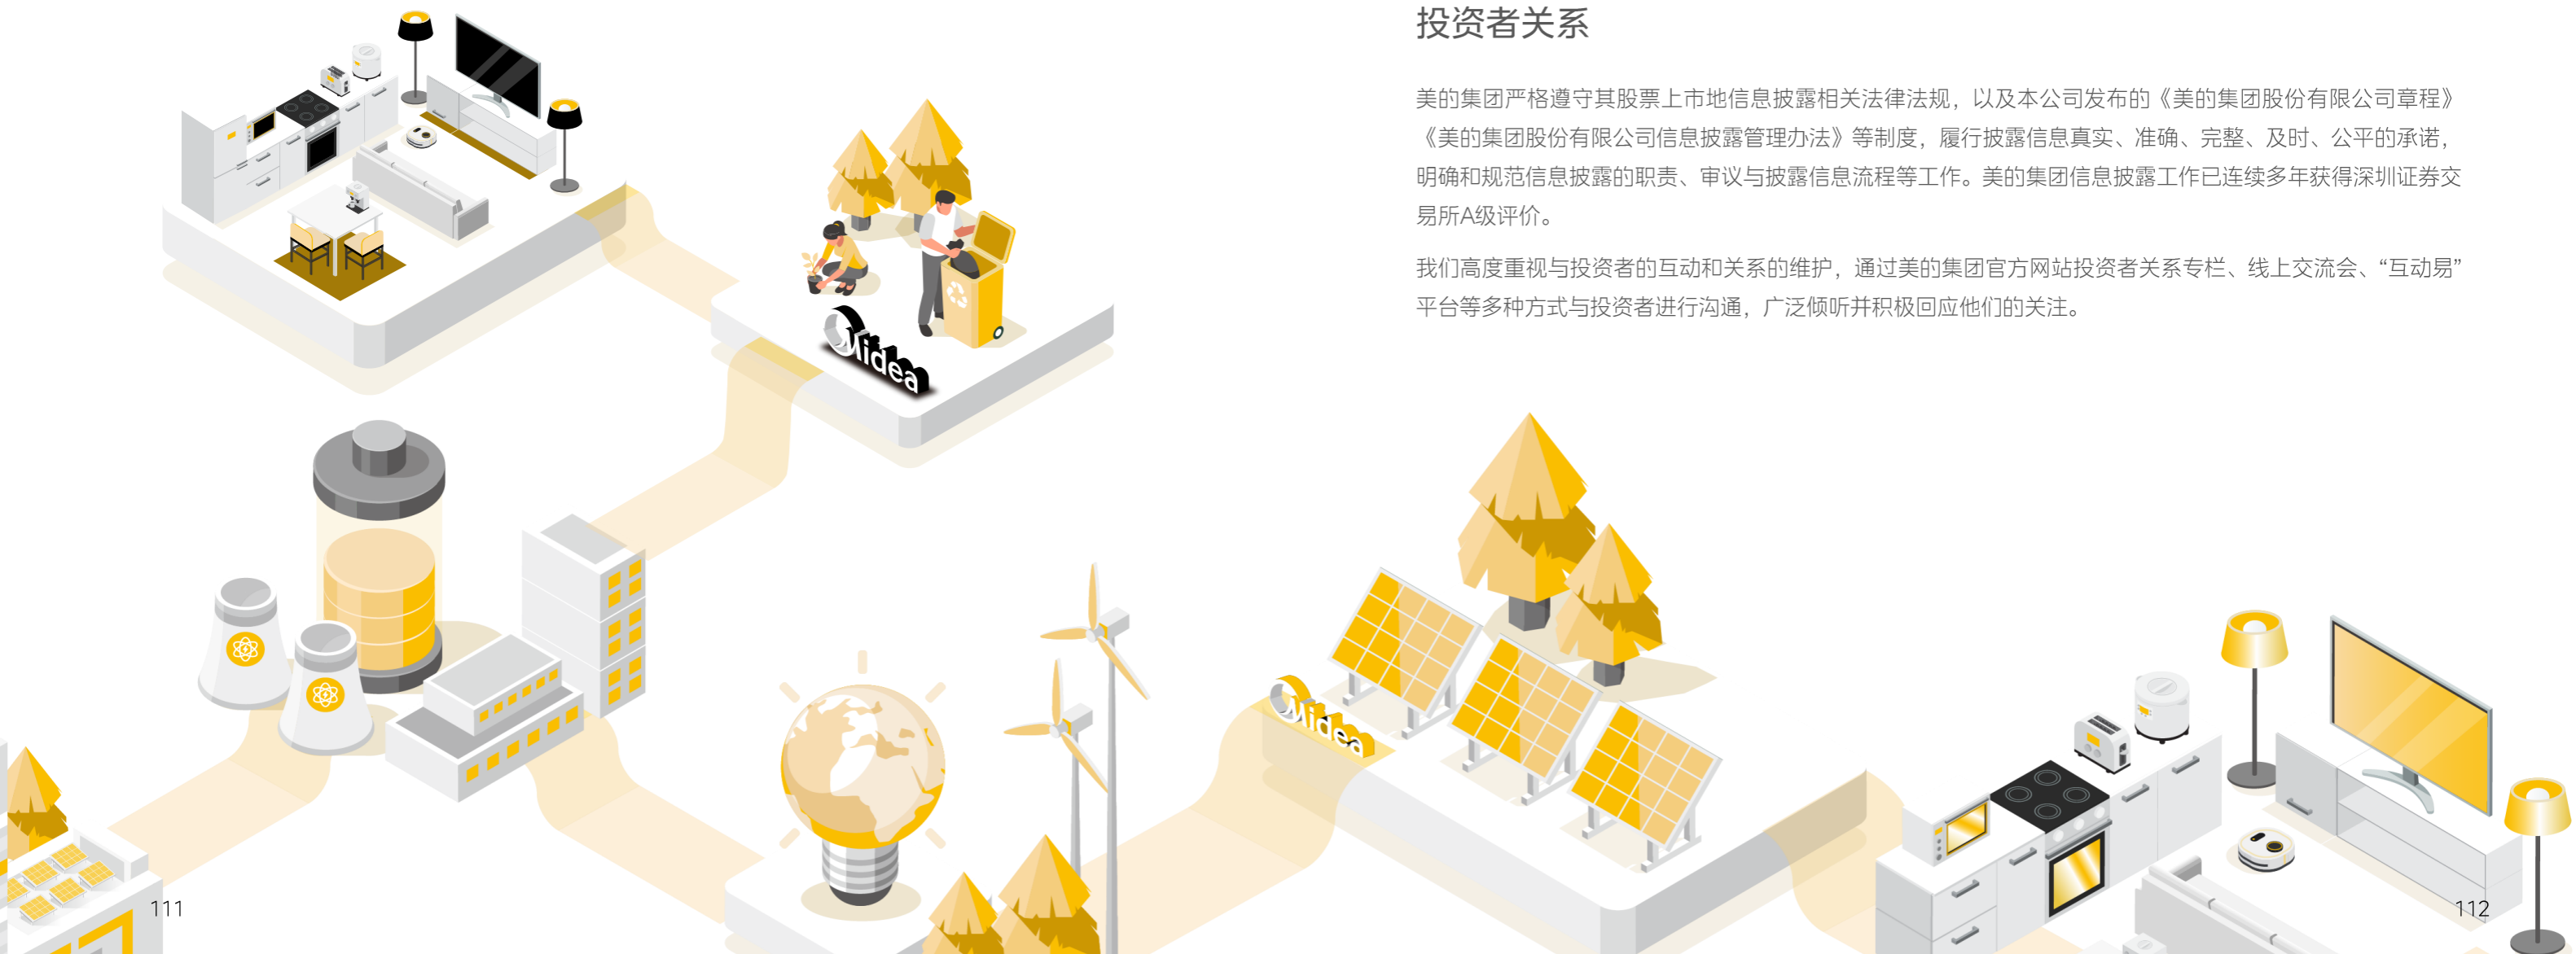 投资者关系
美的集团严格遵守其股票上市地信息披露相关法律法规，以及本公司发布的《美的集团股份有限公司章程》
《美的集团股份有限公司信息披露管理办法》等制度，履行披露信息真实、准确、完整、及时、公平的承诺，
明确和规范信息披露的职责、审议与披露信息流程等工作。美的集团信息披露工作已连续多年获得深圳证券交
易所A级评价。
我们高度重视与投资者的互动和关系的维护，通过美的集团官方网站投资者关系专栏、线上交流会、“互动易”
平台等多种方式与投资者进行沟通，广泛倾听并积极回应他们的关注。
Midea
Midea
111
112